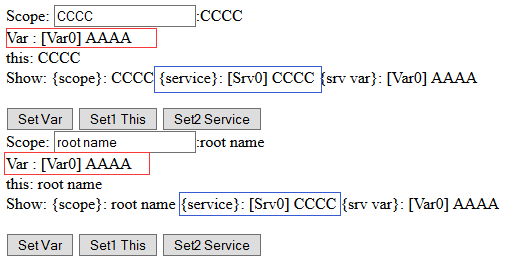 Scope: CCCC :CCCC
Var : [Var0] AAAA
this: CCCC
Show: {scope}: CCCC {service}: [Srv0] CCCC {srv var}: [Var0] AAAA
Set Var Set1 This Set2 Service
Scope: root name :root name
Var : [Var0] AAAA
this: root name
Show: {scope}: root name {service}: [Srv0] CCCC {srv var}: [Var0] AAAA
Set Var Set1 This Set2 Service